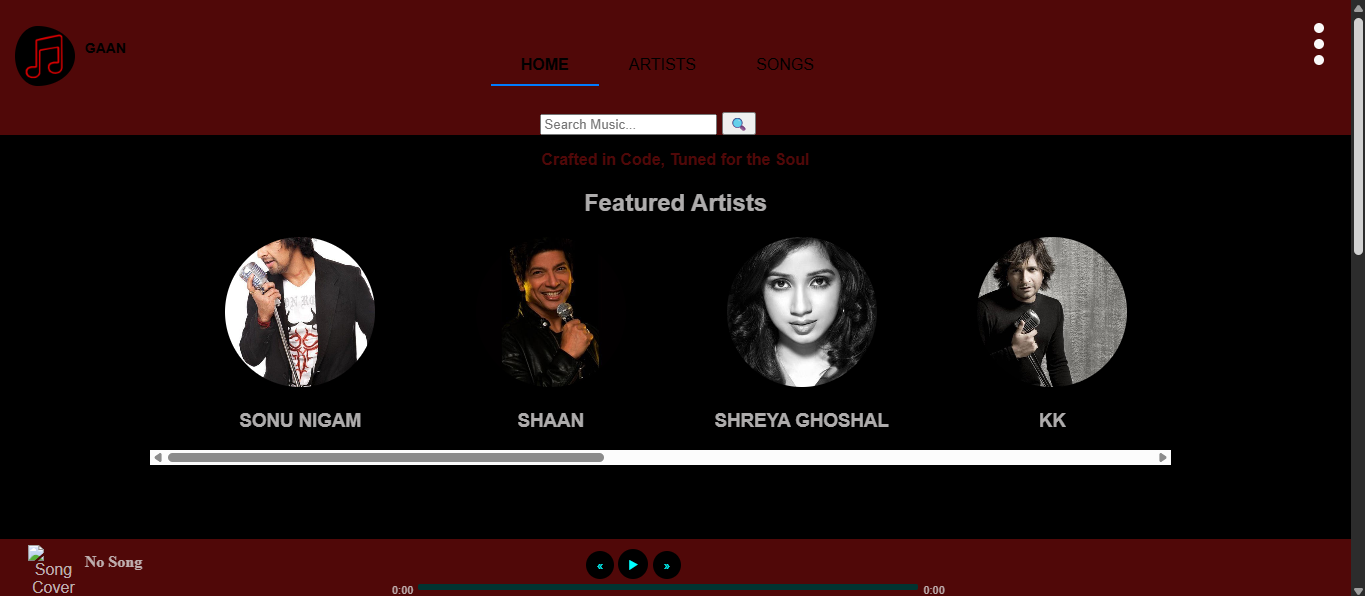 GAAN
HOME ARTISTS SONGS
Search Music...
Crafted in Code, Tuned for the Soul
Featured Artists
SONU NIGAM SHAAN SHREYA GHOSHAL KK
No Song
Song
Cover
« »
0:00 0:00